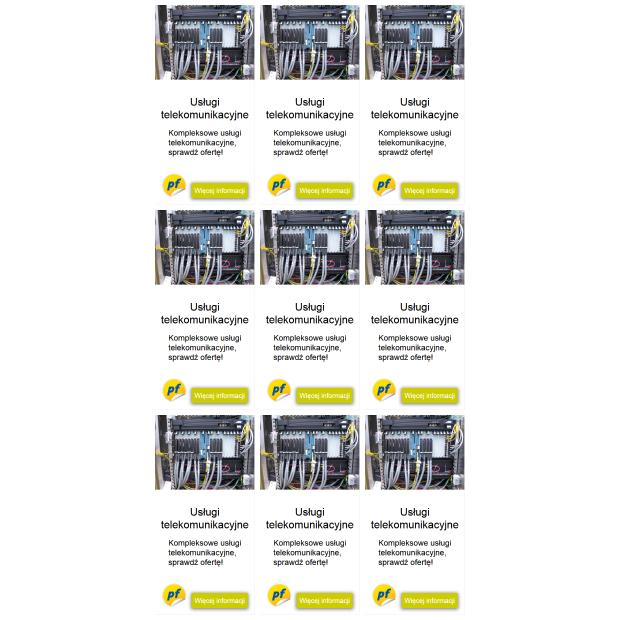 Usługi
telekomunikacyjne
Kompleksowe usługi
telekomunikacyjne,
sprawdź ofertę!
pf
Więcej informacji
Usługi
telekomunikacyjne
Kompleksowe usługi
telekomunikacyjne,
sprawdź ofertę!
pf
Więcej informacji
Usługi
telekomunikacyjne
Kompleksowe usługi
telekomunikacyjne,
sprawdź ofertę!
pf
Więcej informacji
Usługi
telekomunikacyjne
Kompleksowe usługi
telekomunikacyjne,
sprawdź ofertę!
pf
Więcej informacji
Usługi
telekomunikacyjne
Kompleksowe usługi
telekomunikacyjne,
sprawdź ofertę!
pf
Więcej informacji
Usługi
telekomunikacyjne
Kompleksowe usługi
telekomunikacyjne,
sprawdź ofertę!
pf
Więcej informacji
Usługi
telekomunikacyjne
Kompleksowe usługi
telekomunikacyjne,
sprawdź ofertę!
pf
Więcej informacji
Usługi
telekomunikacyjne
Kompleksowe usługi
telekomunikacyjne,
sprawdź ofertę!
pf
Więcej informacji
Usługi
telekomunikacyjne
Kompleksowe usługi
telekomunikacyjne,
sprawdź ofertę!
pf
Więcej informacji